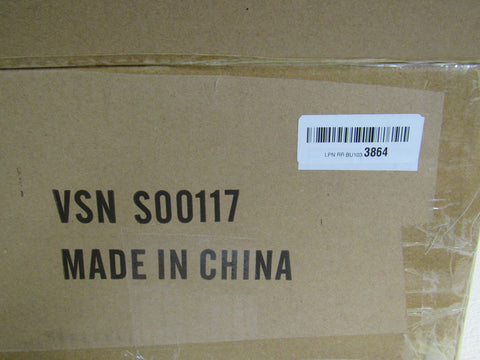 LPN RR BU103 3864
VSN S00117
MADE IN CHINA